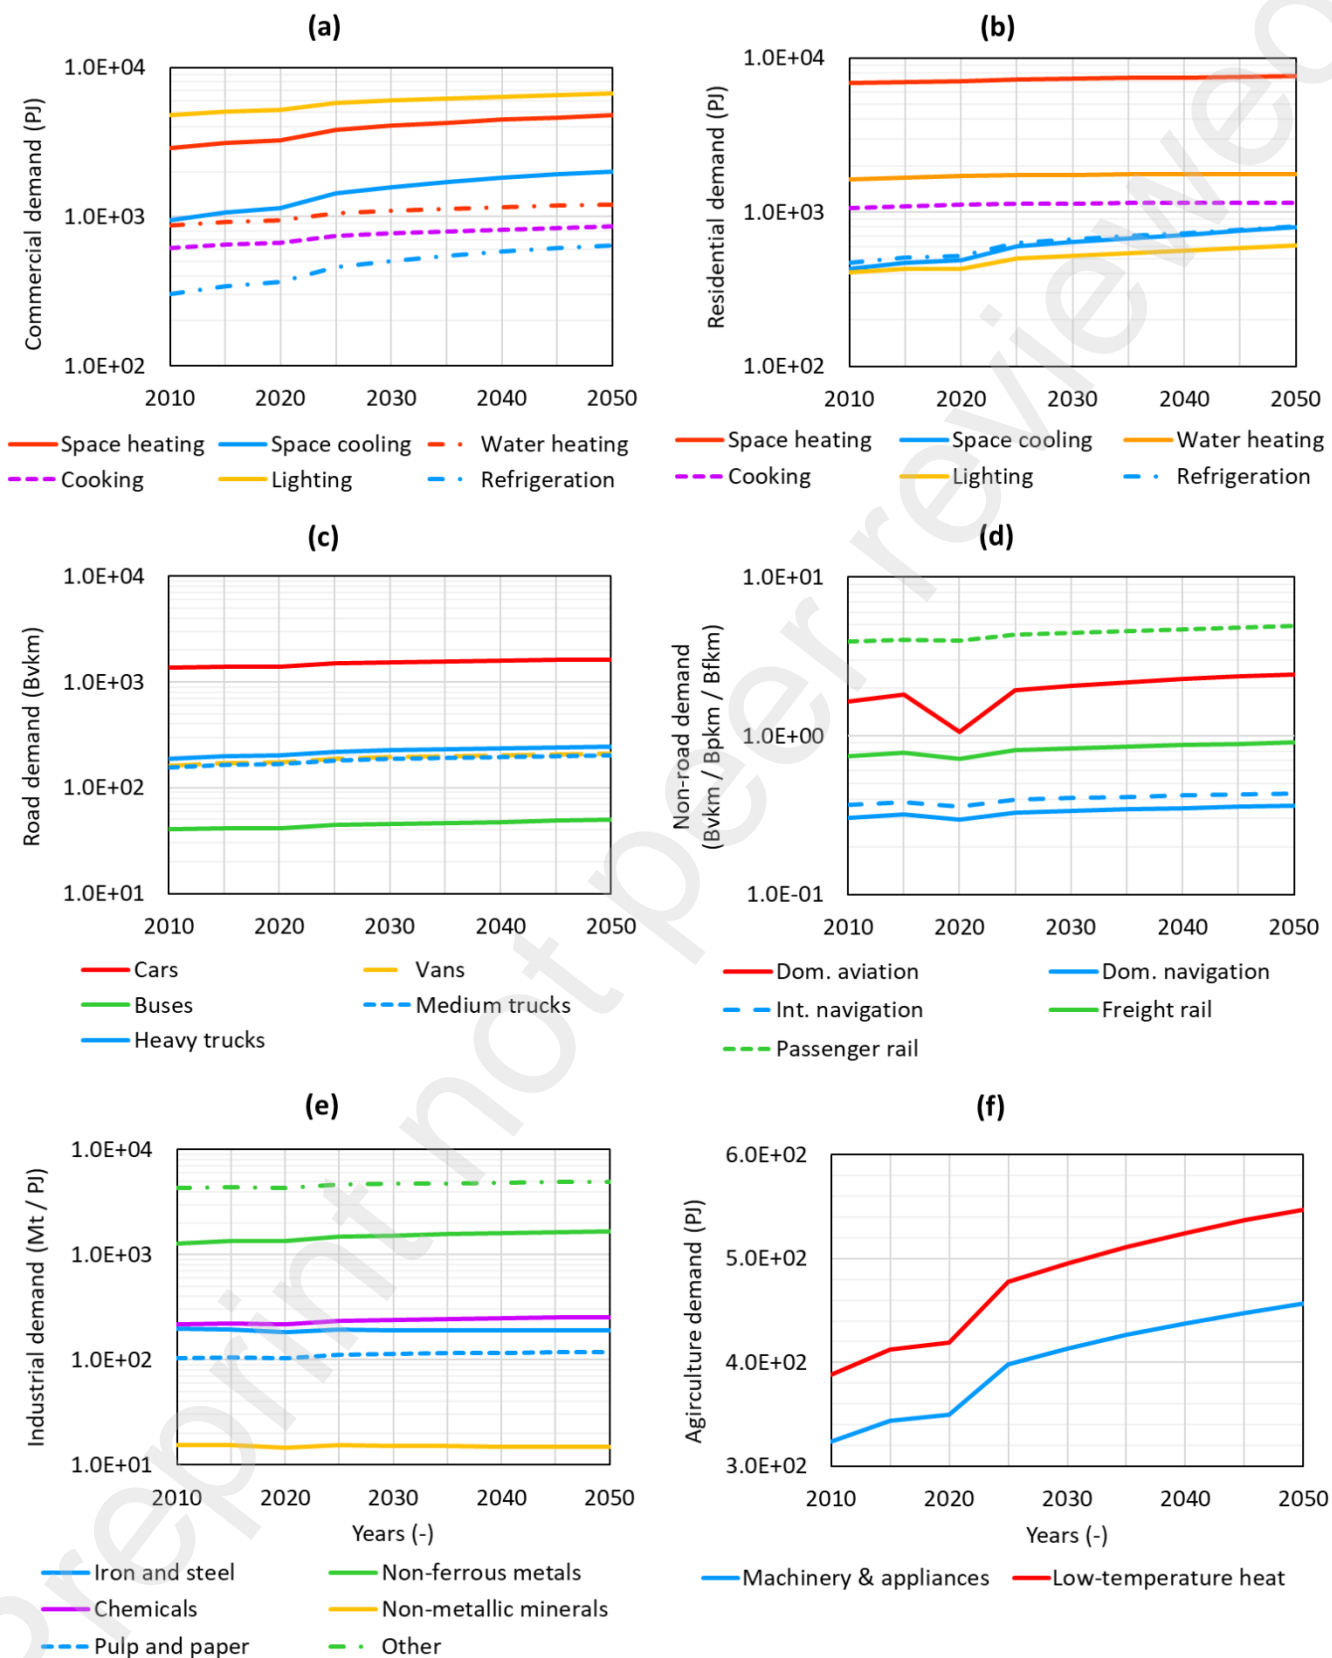 (a)
Commercial demand (PJ)
1.0E+04
1.0E+03
1.0E+02
2010 2020 2030 2040 2050
Space heating Space cooling Water heating
Cooking Lighting Refrigeration
(b)
Residential demand (PJ)
1.0E+04
1.0E+03
1.0E+02
2010 2020 2030 2040 2050
Space heating Space cooling Water heating
Cooking Lighting Refrigeration
(c)
Road demand (Bvkm)
1.0E+04
1.0E+03
1.0E+02
1.0E+01
2010 2020 2030 2040 2050
Cars Vans
Buses Medium trucks
Heavy trucks
(d)
Non-road demand
(Bvkm / Bpkm / Bfkm)
1.0E+01
1.0E+00
1.0E-01
2010 2020 2030 2040 2050
Dom. aviation Dom. navigation
Int. navigation Freight rail
Passenger rail
(e)
Industrial demand (Mt / PJ)
1.0E+04
1.0E+03
1.0E+02
1.0E+01
2010 2020 2030 2040 2050
Years (-)
Iron and steel Non-ferrous metals
Chemicals Non-metallic minerals
Pulp and paper Other
(f)
Agirculture demand (PJ)
6.0E+02
5.0E+02
4.0E+02
3.0E+02
2010 2020 2030 2040 2050
Years (-)
Machinery & appliances Low-temperature heat
Preprint not peer reviewed